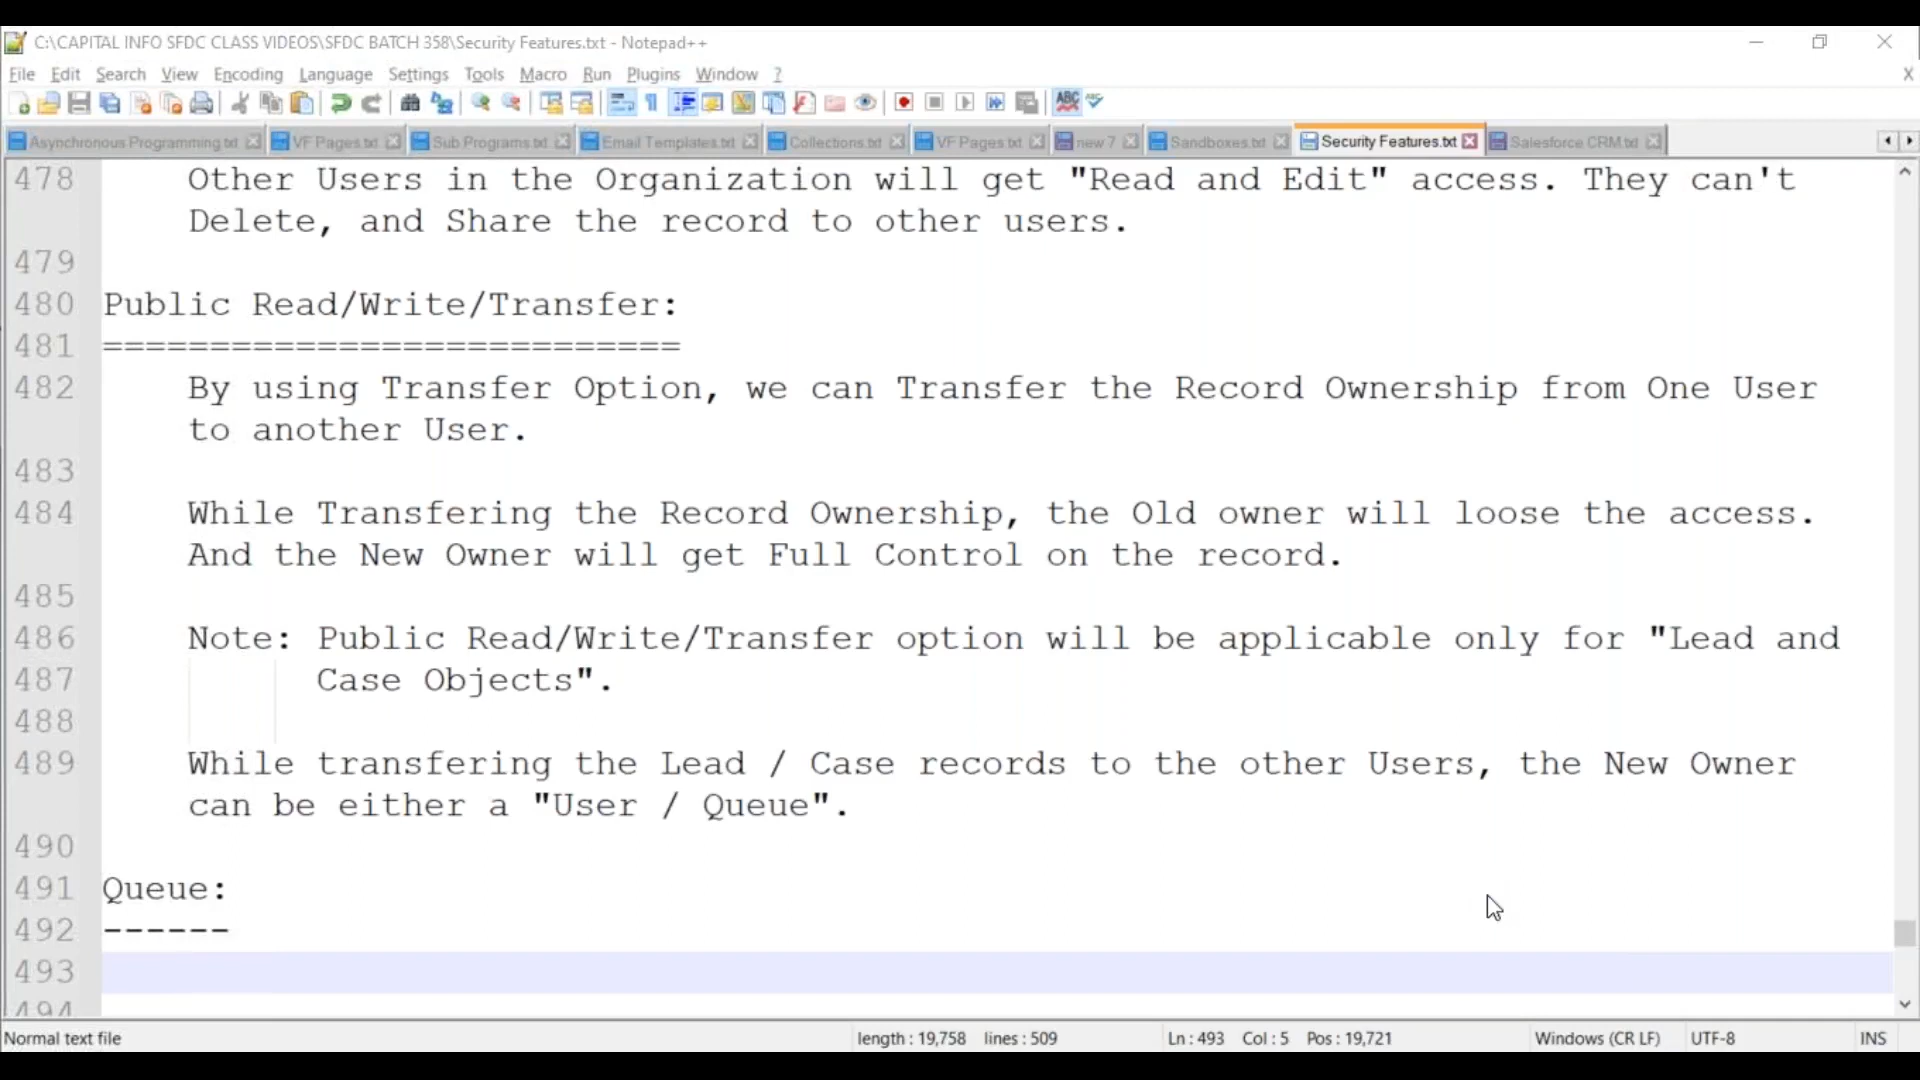 C:\CAPITAL INFO SFDC CLASS VIDEOS\SFDC BATCH 358\Security Features.txt - Notepad++
File Edit Search View Encoding Language Settings Tools Macro Run Plugins Window ? X
Asynchronous Programming.txt VF Pages.txt Sub Programs.txt Email Templates.txt Collections.txt VF Pages.txt new 7 Sandboxes.txt Security Features.txt Salesforce CRM.txt
478 Other Users in the Organization will get "Read and Edit" access. They can't
Delete, and Share the record to other users.
479
480 Public Read/Write/Transfer:
481 ===========================
482 By using Transfer Option, we can Transfer the Record Ownership from One User
to another User.
483
484 While Transfering the Record Ownership, the Old owner will loose the access.
And the New Owner will get Full Control on the record.
485
486 Note: Public Read/Write/Transfer option will be applicable only for "Lead and
487 Case Objects".
488
489 While transfering the Lead / Case records to the other Users, the New Owner
can be either a "User / Queue".
490
491 Queue:
492 ------
493
494
Normal text file length : 19,758 lines : 509 Ln : 493 Col : 5 Pos : 19,721 Windows (CR LF) UTF-8 INS